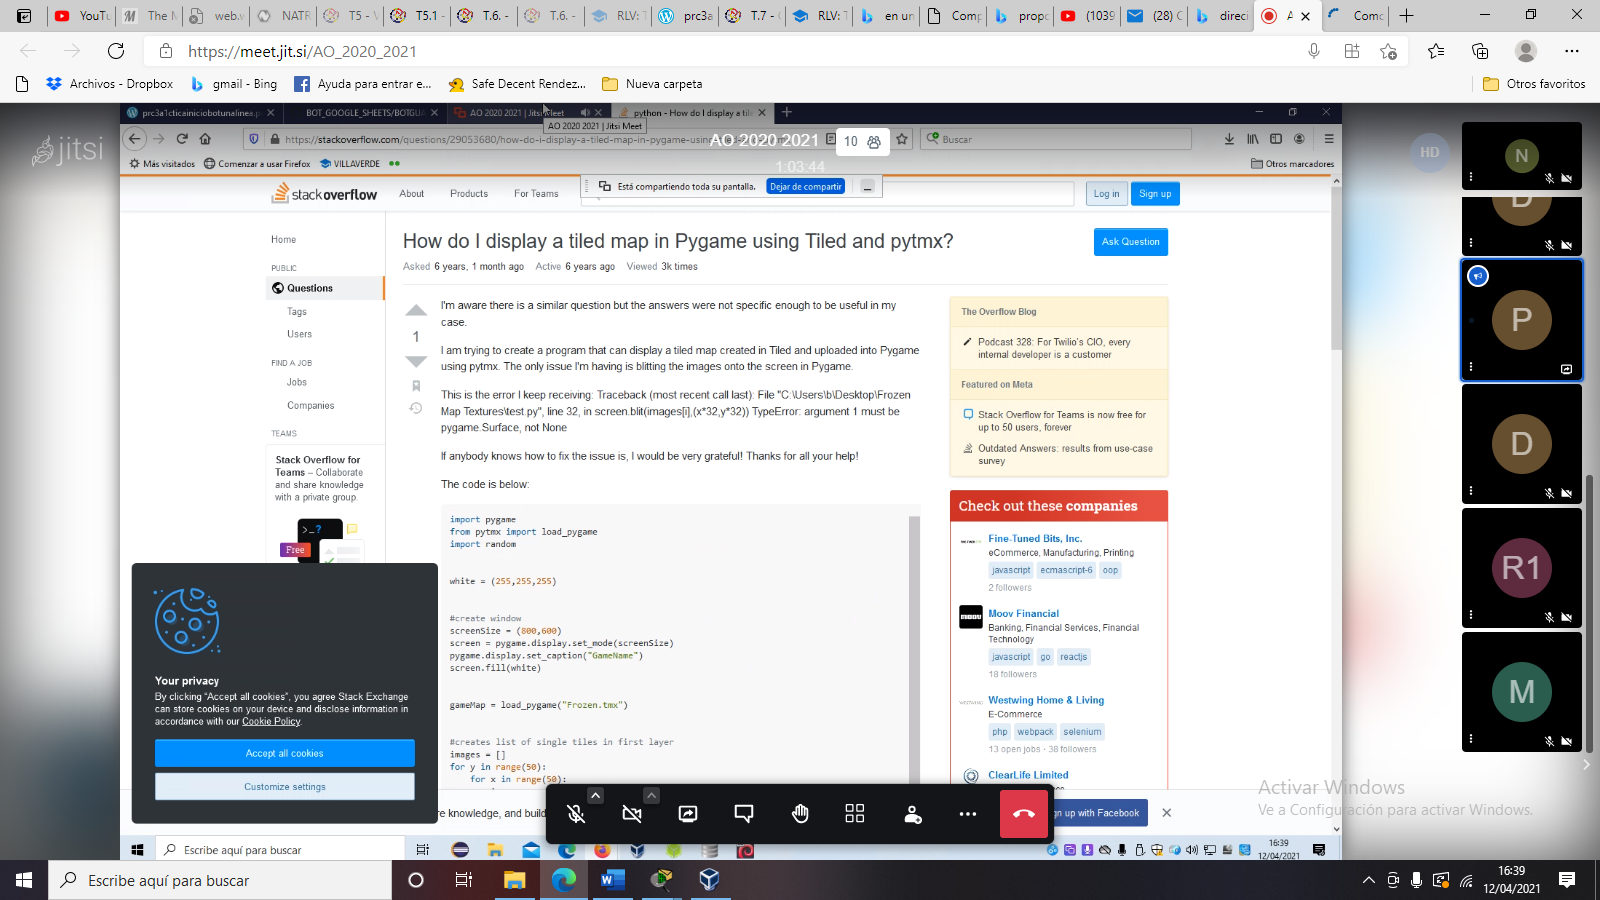 YouTu
The M
web.v
NATR
T5 - V
T5.1 -
T.6. -
T.6. -
RLV: T
prc3a
T.7 - C
RLV: T
en un
Comp
propo
(1039
(28) C
direci
A
Comc
https://meet.jit.si/AO_2020_2021
Archivos - Dropbox
gmail - Bing
Ayuda para entrar e...
Safe Decent Rendez...
Nueva carpeta
Otros favoritos
jitsi
prc3a1cticainiciobotunalinea.p
BOT_GOOGLE_SHEETS/BOTGUA
AO 2020 2021 | Jitsi Meet
python - How do I display a tile
AO 2020 2021 | Jitsi Meet
https://stackoverflow.com/questions/29053680/how-do-i-display-a-tiled-map-in-pygame-using
AO 2020 2021
10
Buscar
1:03:44
Más visitados
Comenzar a usar Firefox
VILLAVERDE
Otros marcadores
Está compartiendo toda su pantalla.
Dejar de compartir
stackoverflow
About
Products
For Teams
Log in
Sign up
Home
PUBLIC
Questions
Tags
Users
FIND A JOB
Jobs
Companies
TEAMS
Stack Overflow for
Teams – Collaborate
and share knowledge
with a private group.
>_?
Free
How do I display a tiled map in Pygame using Tiled and pytmx?
Ask Question
Asked 6 years, 1 month ago
Active 6 years ago
Viewed 3k times
1
I'm aware there is a similar question but the answers were not specific enough to be useful in my
case.
I am trying to create a program that can display a tiled map created in Tiled and uploaded into Pygame
using pytmx. The only issue I'm having is blitting the images onto the screen in Pygame.
This is the error I keep receiving: Traceback (most recent call last): File "C:\Users\b\Desktop\Frozen
Map Textures\test.py", line 32, in screen.blit(images[i],(x*32,y*32)) TypeError: argument 1 must be
pygame.Surface, not None
If anybody knows how to fix the issue is, I would be very grateful! Thanks for all your help!
The code is below:
import pygame
from pytmx import load_pygame
import random
white = (255,255,255)
#create window
screenSize = (800,600)
screen = pygame.display.set_mode(screenSize)
pygame.display.set_caption("GameName")
screen.fill(white)
gameMap = load_pygame("Frozen.tmx")
#creates list of single tiles in first layer
images = []
for y in range(50):
for x in range(50):
The Overflow Blog
Podcast 328: For Twilio's CIO, every
internal developer is a customer
Featured on Meta
Stack Overflow for Teams is now free for
up to 50 users, forever
Outdated Answers: results from use-case
survey
Check out these companies
Fine-Tuned Bits, Inc.
eCommerce, Manufacturing, Printing
javascript ecmascript-6 oop
2 followers
MOOV
Moov Financial
Banking, Financial Services, Financial
Technology
javascript go reactjs
18 followers
Westwing Home & Living
E-Commerce
php webpack selenium
13 open jobs · 38 followers
ClearLife Limited
Your privacy
By clicking "Accept all cookies", you agree Stack Exchange
can store cookies on your device and disclose information in
accordance with our Cookie Policy.
Accept all cookies
Customize settings
re knowledge, and build
gn up with Facebook
HD
N
D
P
D
R1
M
Activar Windows
Ve a Configuración para activar Windows.
Escribe aquí para buscar
16:39
12/04/2021
Escribe aquí para buscar
16:39
12/04/2021